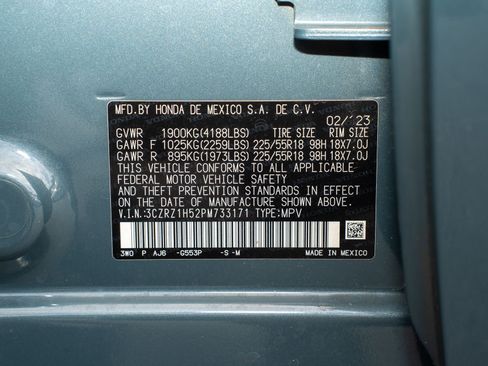 MFD.BY HONDA DE MEXICO S.A. DE C.V.
02/'23
GVWR 1900KG(4188LBS) TIRE SIZE RIM SIZE
GAWR F 1025KG(2259LBS) 225/55R18 98H 18X7.0J
GAWR R 895KG(1973LBS) 225/55R18 98H 18X7.0J
THIS VEHICLE CONFORMS TO ALL APPLICABLE
FEDERAL MOTOR VEHICLE SAFETY AND
THEFT PREVENTION STANDARDS IN EFFECT
ON THE DATE OF MANUFACTURE SHOWN ABOVE.
V.I.N.:3CZRZ1H52PM733171 TYPE:MPV
3WO P AJ6 -G553P -S -M MADE IN MEXICO